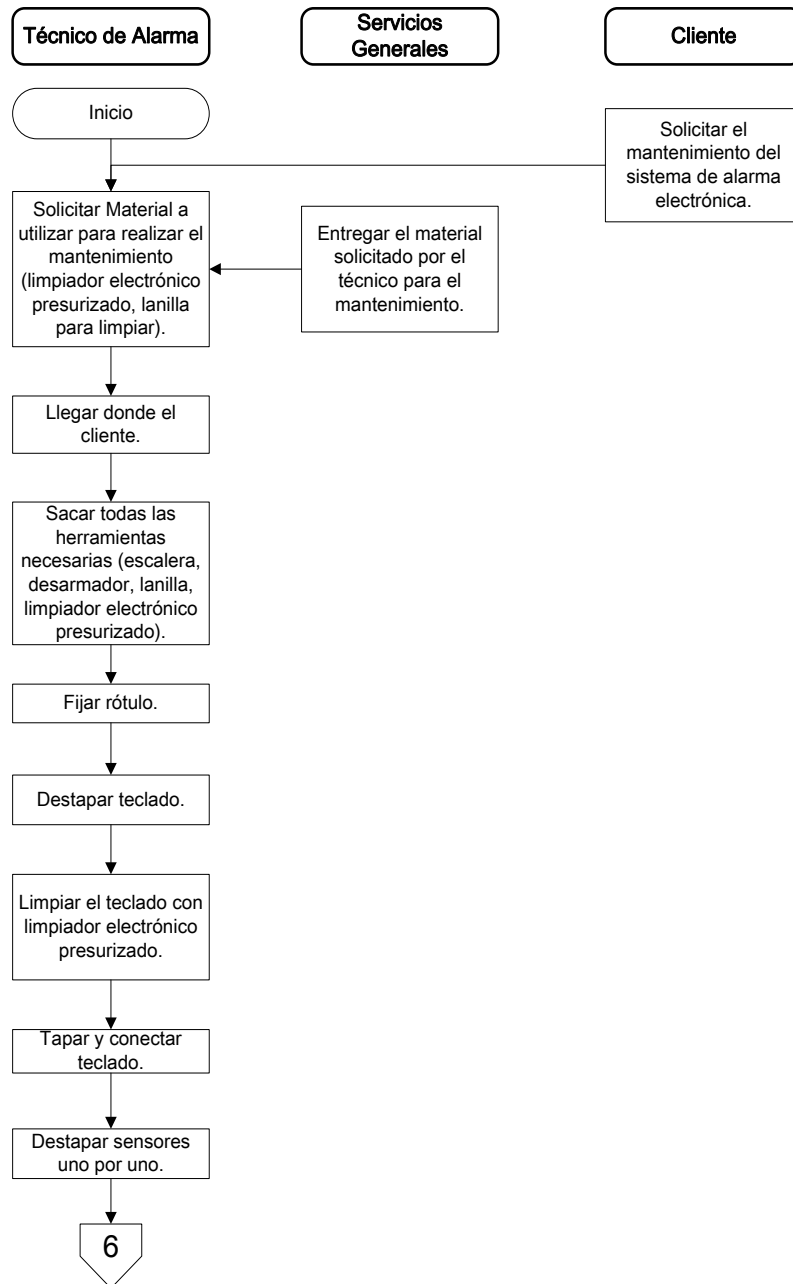 Técnico de Alarma
Servicios
Generales
Cliente
Inicio
Solicitar el
mantenimiento del
sistema de alarma
electrónica.
Solicitar Material a
utilizar para realizar el
mantenimiento
(limpiador electrónico
presurizado, lanilla
para limpiar).
Entregar el material
solicitado por el
técnico para el
mantenimiento.
Llegar donde el
cliente.
Sacar todas las
herramientas
necesarias (escalera,
desarmador, lanilla,
limpiador electrónico
presurizado).
Fijar rótulo.
Destapar teclado.
Limpiar el teclado con
limpiador electrónico
presurizado.
Tapar y conectar
teclado.
Destapar sensores
uno por uno.
6